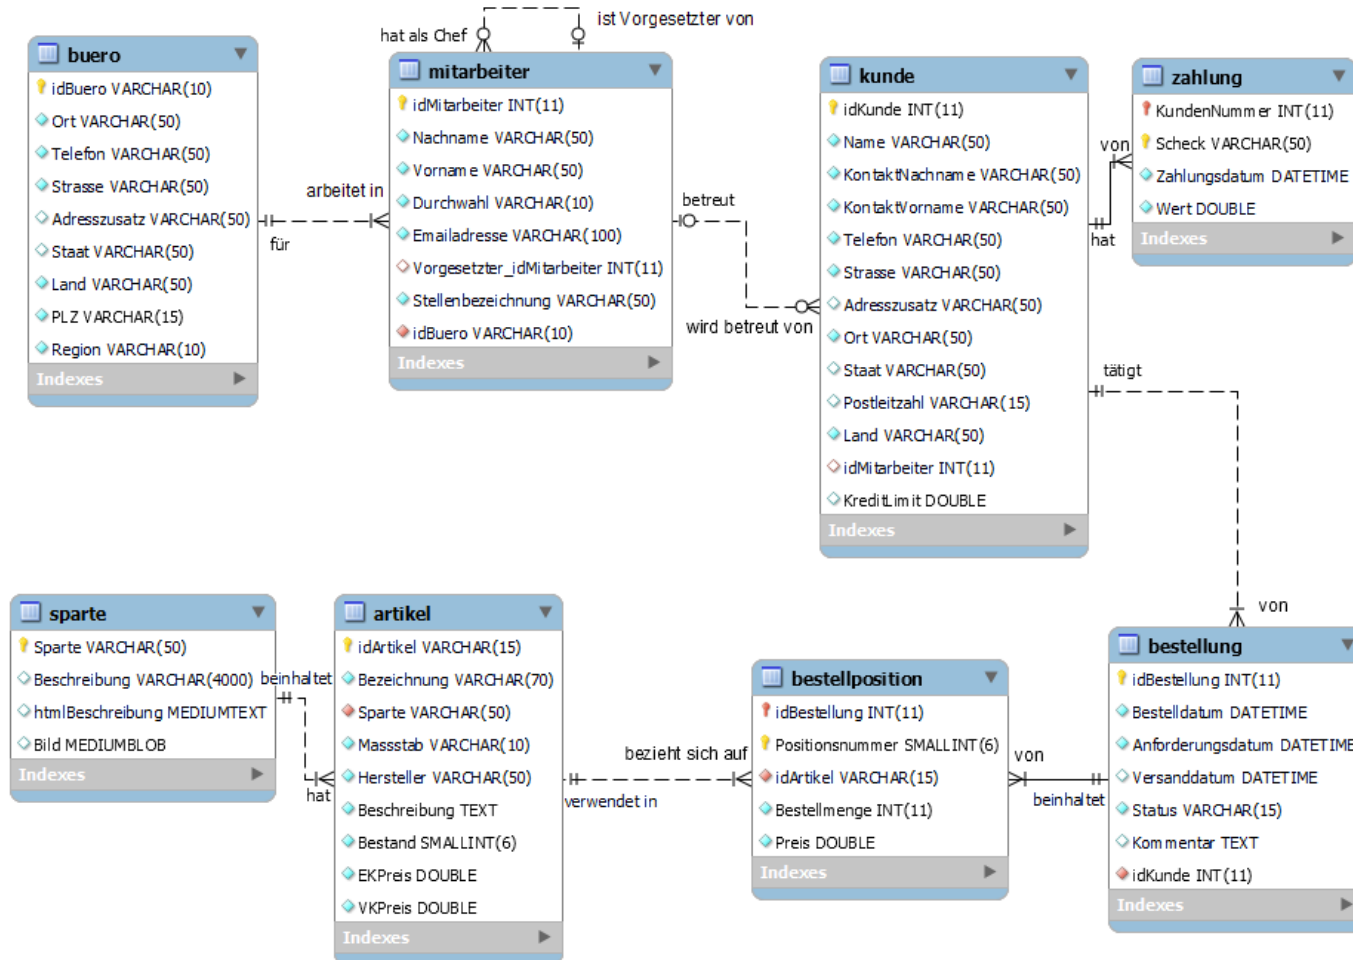 ist Vorgesetzter von
hat als Chef
buero
idBuero VARCHAR(10)
Ort VARCHAR(50)
Telefon VARCHAR(50)
Strasse VARCHAR(50)
Adresszusatz VARCHAR(50)
Staat VARCHAR(50)
Land VARCHAR(50)
PLZ VARCHAR(15)
Region VARCHAR(10)
Indexes
arbeitet in
für
mitarbeiter
idMitarbeiter INT(11)
Nachname VARCHAR(50)
Vorname VARCHAR(50)
Durchwahl VARCHAR(10)
Emailadresse VARCHAR(100)
Vorgesetzter_idMitarbeiter INT(11)
Stellenbezeichnung VARCHAR(50)
idBuero VARCHAR(10)
Indexes
betreut
wird betreut von
kunde
idKunde INT(11)
Name VARCHAR(50)
KontaktNachname VARCHAR(50)
KontaktVorname VARCHAR(50)
Telefon VARCHAR(50)
Strasse VARCHAR(50)
Adresszusatz VARCHAR(50)
Ort VARCHAR(50)
Staat VARCHAR(50)
Postleitzahl VARCHAR(15)
Land VARCHAR(50)
idMitarbeiter INT(11)
KreditLimit DOUBLE
Indexes
von
hat
zahlung
KundenNummer INT(11)
Scheck VARCHAR(50)
Zahlungsdatum DATETIME
Wert DOUBLE
Indexes
tätigt
von
sparte
Sparte VARCHAR(50)
Beschreibung VARCHAR(4000)
htmlBeschreibung MEDIUMTEXT
Bild MEDIUMBLOB
Indexes
beinhaltet
hat
artikel
idArtikel VARCHAR(15)
Bezeichnung VARCHAR(70)
Sparte VARCHAR(50)
Massstab VARCHAR(10)
Hersteller VARCHAR(50)
Beschreibung TEXT
Bestand SMALLINT(6)
EKPreis DOUBLE
VKPreis DOUBLE
Indexes
bezieht sich auf
verwendet in
bestellposition
idBestellung INT(11)
Positionsnummer SMALLINT(6)
idArtikel VARCHAR(15)
Bestellmenge INT(11)
Preis DOUBLE
Indexes
von
beinhaltet
bestellung
idBestellung INT(11)
Bestelldatum DATETIME
Anforderungsdatum DATETIME
Versanddatum DATETIME
Status VARCHAR(15)
Kommentar TEXT
idKunde INT(11)
Indexes